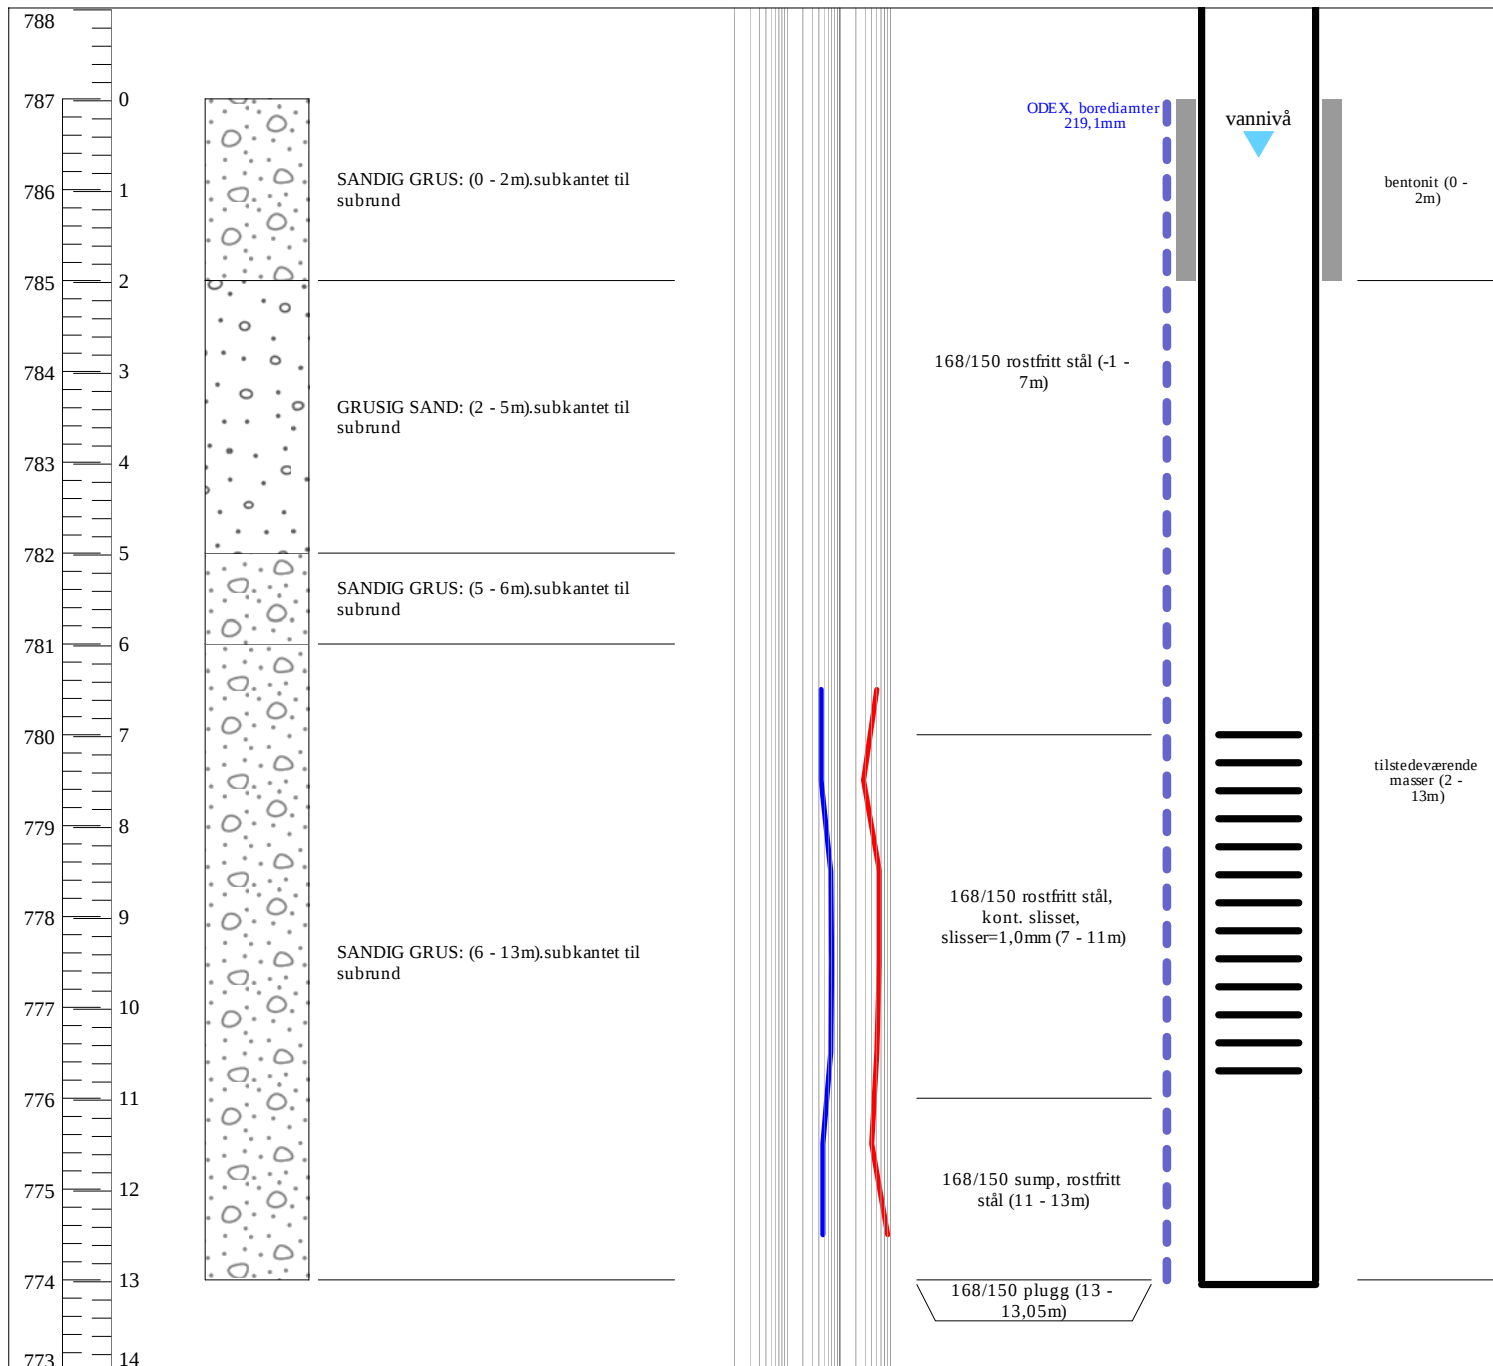 788
787
786
785
784
783
782
781
780
779
778
777
776
775
774
773
0
1
2
3
4
5
6
7
8
9
10
11
12
13
14
SANDIG GRUS: (0 - 2m).subkantet til
subrund
GRUSIG SAND: (2 - 5m).subkantet til
subrund
SANDIG GRUS: (5 - 6m).subkantet til
subrund
SANDIG GRUS: (6 - 13m).subkantet til
subrund
ODEX, borediamter
219,1mm
168/150 rostfritt stål (-1 -
7m)
168/150 rostfritt stål,
kont. slisset,
slisser=1,0mm (7 - 11m)
168/150 sump, rostfritt
stål (11 - 13m)
168/150 plugg (13 -
13,05m)
vannivå
bentonit (0 -
2m)
tilstedeværende
masser (2 -
13m)